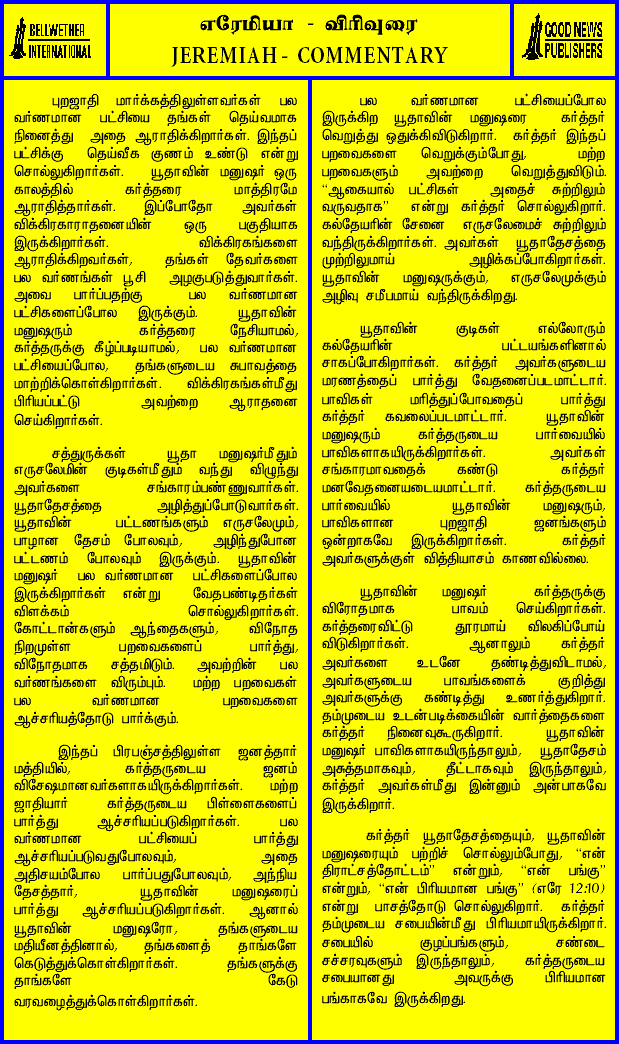 BELLWETHER
INTERNATIONAL
எரேமியா - விரிவுரை
JEREMIAH - COMMENTARY
GOOD NEWS
PUBLISHERS
புறஜாதி மார்க்கத்திலுள்ளவர்கள் பல
வர்ணமான பட்சியை தங்கள் தெய்வமாக
நினைத்து அதை ஆராதிக்கிறார்கள். இந்தப்
பட்சிக்கு தெய்வீக குணம் உண்டு என்று
சொல்லுகிறார்கள். யூதாவின் மனுஷர் ஒரு
காலத்தில் கர்த்தரை மாத்திரமே
ஆராதித்தார்கள். இப்போதோ அவர்கள்
விக்கிரகாராதனையின் ஒரு பகுதியாக
இருக்கிறார்கள். விக்கிரகங்களை
ஆராதிக்கிறவர்கள், தங்கள் தேவர்களை
பல வர்ணங்கள் பூசி அழகுபடுத்துவார்கள்.
அவை பார்ப்பதற்கு பல வர்ணமான
பட்சிகளைப்போல இருக்கும். யூதாவின்
மனுஷரும் கர்த்தரை நேசியாமல்,
கர்த்தருக்கு கீழ்ப்படியாமல், பல வர்ணமான
பட்சியைப்போல, தங்களுடைய சுபாவத்தை
மாற்றிக்கொள்கிறார்கள். விக்கிரகங்கள்மீது
பிரியப்பட்டு அவற்றை ஆராதனை
செய்கிறார்கள்.
சத்துருக்கள் யூதா மனுஷர்மீதும்
எருசலேமின் குடிகள்மீதும் வந்து விழுந்து
அவர்களை சங்காரம்பண்ணுவார்கள்.
யூதாதேசத்தை அழித்துப்போடுவார்கள்.
யூதாவின் பட்டணங்களும் எருசலேமும்,
பாழான தேசம் போலவும், அழிந்துபோன
பட்டணம் போலவும் இருக்கும். யூதாவின்
மனுஷர் பல வர்ணமான பட்சிகளைப்போல
இருக்கிறார்கள் என்று வேதபண்டிதர்கள்
விளக்கம் சொல்லுகிறார்கள்.
கோட்டான்களும் ஆந்தைகளும், விநோத
நிறமுள்ள பறவைகளைப் பார்த்து,
விநோதமாக சத்தமிடும். அவற்றின் பல
வர்ணங்களை விரும்பும். மற்ற பறவைகள்
பல வர்ணமான பறவைகளை
ஆச்சரியத்தோடு பார்க்கும்.
இந்தப் பிரபஞ்சத்திலுள்ள ஜனத்தார்
மத்தியில், கர்த்தருடைய ஜனம்
விசேஷமானவர்களாகயிருக்கிறார்கள். மற்ற
ஜாதியார் கர்த்தருடைய பிள்ளைகளைப்
பார்த்து ஆச்சரியப்படுகிறார்கள். பல
வர்ணமான பட்சியைப் பார்த்து
ஆச்சரியப்படுவதுபோலவும், அதை
அதிசயம்போல பார்ப்பதுபோலவும், அந்நிய
தேசத்தார், யூதாவின் மனுஷரைப்
பார்த்து ஆச்சரியப்படுகிறார்கள். ஆனால்
யூதாவின் மனுஷரோ, தங்களுடைய
மதியீனத்தினால், தங்களைத் தாங்களே
கெடுத்துக்கொள்கிறார்கள். தங்களுக்கு
தாங்களே கேடு
வரவழைத்துக்கொள்கிறார்கள்.
பல வர்ணமான பட்சியைப்போல
இருக்கிற யூதாவின் மனுஷரை கர்த்தர்
வெறுத்து ஒதுக்கிவிடுகிறார். கர்த்தர் இந்தப்
பறவைகளை வெறுக்கும்போது, மற்ற
பறவைகளும் அவற்றை வெறுத்துவிடும்.
“ஆகையால் பட்சிகள் அதைச் சுற்றிலும்
வருவதாக” என்று கர்த்தர் சொல்லுகிறார்.
கல்தேயரின் சேனை எருசலேமைச் சுற்றிலும்
வந்திருக்கிறார்கள். அவர்கள் யூதாதேசத்தை
முற்றிலுமாய் அழிக்கப்போகிறார்கள்.
யூதாவின் மனுஷருக்கும், எருசலேமுக்கும்
அழிவு சமீபமாய் வந்திருக்கிறது.
யூதாவின் குடிகள் எல்லோரும்
கல்தேயரின் பட்டயங்களினால்
சாகப்போகிறார்கள். கர்த்தர் அவர்களுடைய
மரணத்தைப் பார்த்து வேதனைப்படமாட்டார்.
பாவிகள் மரித்துப்போவதைப் பார்த்து
கர்த்தர் கவலைப்படமாட்டார். யூதாவின்
மனுஷரும் கர்த்தருடைய பார்வையில்
பாவிகளாகயிருக்கிறார்கள். அவர்கள்
சங்காரமாவதைக் கண்டு கர்த்தர்
மனவேதனையடையமாட்டார். கர்த்தருடைய
பார்வையில் யூதாவின் மனுஷரும்,
பாவிகளான புறஜாதி ஜனங்களும்
ஒன்றாகவே இருக்கிறார்கள். கர்த்தர்
அவர்களுக்குள் வித்தியாசம் காணவில்லை.
யூதாவின் மனுஷர் கர்த்தருக்கு
விரோதமாக பாவம் செய்கிறார்கள்.
கர்த்தரைவிட்டு தூரமாய் விலகிப்போய்
விடுகிறார்கள். ஆனாலும் கர்த்தர்
அவர்களை உடனே தண்டித்துவிடாமல்,
அவர்களுடைய பாவங்களைக் குறித்து
அவர்களுக்கு கண்டித்து உணர்த்துகிறார்.
தம்முடைய உடன்படிக்கையின் வார்த்தைகளை
கர்த்தர் நினைவுகூருகிறார். யூதாவின்
மனுஷர் பாவிகளாகயிருந்தாலும், யூதாதேசம்
அசுத்தமாகவும், தீட்டாகவும் இருந்தாலும்,
கர்த்தர் அவர்கள்மீது இன்னும் அன்பாகவே
இருக்கிறார்.
கர்த்தர் யூதாதேசத்தையும், யூதாவின்
மனுஷரையும் பற்றிச் சொல்லும்போது, “என்
திராட்சத்தோட்டம்” என்றும், “என் பங்கு”
என்றும், “என் பிரியமான பங்கு” (எரே 12:10)
என்று பாசத்தோடு சொல்லுகிறார். கர்த்தர்
தம்முடைய சபையின்மீது பிரியமாயிருக்கிறார்.
சபையில் குழப்பங்களும், சண்டை
சச்சரவுகளும் இருந்தாலும், கர்த்தருடைய
சபையானது அவருக்கு பிரியமான
பங்காகவே இருக்கிறது.